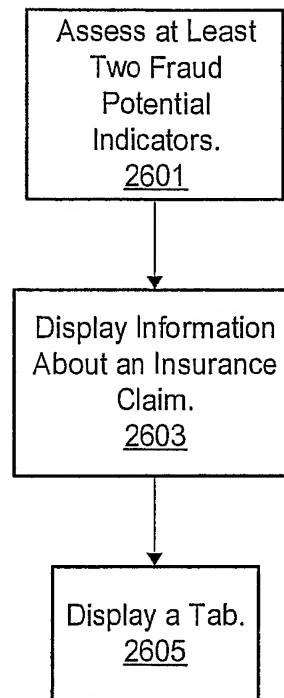 Assess at Least
Two Fraud
Potential
Indicators.
2601
Display Information
About an Insurance
Claim.
2603
Display a Tab.
2605